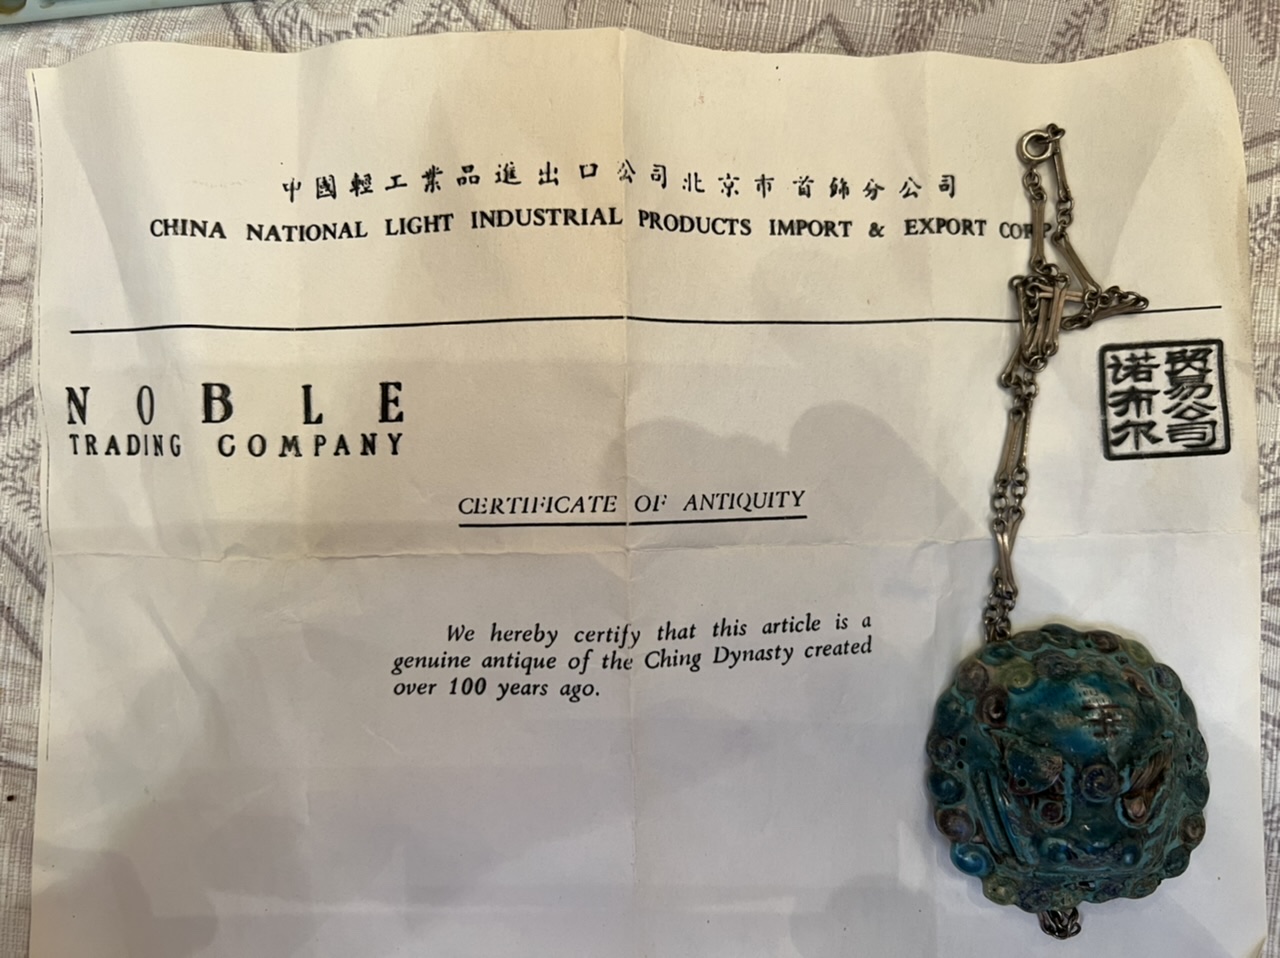 中國輕工業品進出口公司北京市首飾分公司
CHINA NATIONAL LIGHT INDUSTRIAL PRODUCTS IMPORT & EXPORT CORP.
NOBLE
TRADING COMPANY
贸易公司
诺布尔
CERTIFICATE OF ANTIQUITY
We hereby certify that this article is a
genuine antique of the Ching Dynasty created
over 100 years ago.
王